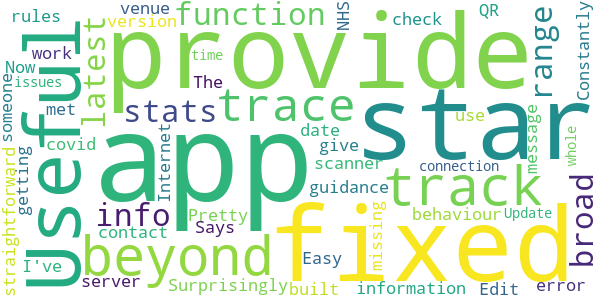 rules
venue
version
function
NHS
check
QR
range
Constantly
Now
work
time
latest
provide
issues
The
someone
Useful
stats
trace
star
met
covid
app
Internet
date
give
use
message
whole
scanner
connection
getting
guidance
track
straightforward
info
Pretty
fixed
missing
behaviour
Update
broad
Says
contact
beyond
Easy
I've
server
Surprisingly
built
information
Edit
error